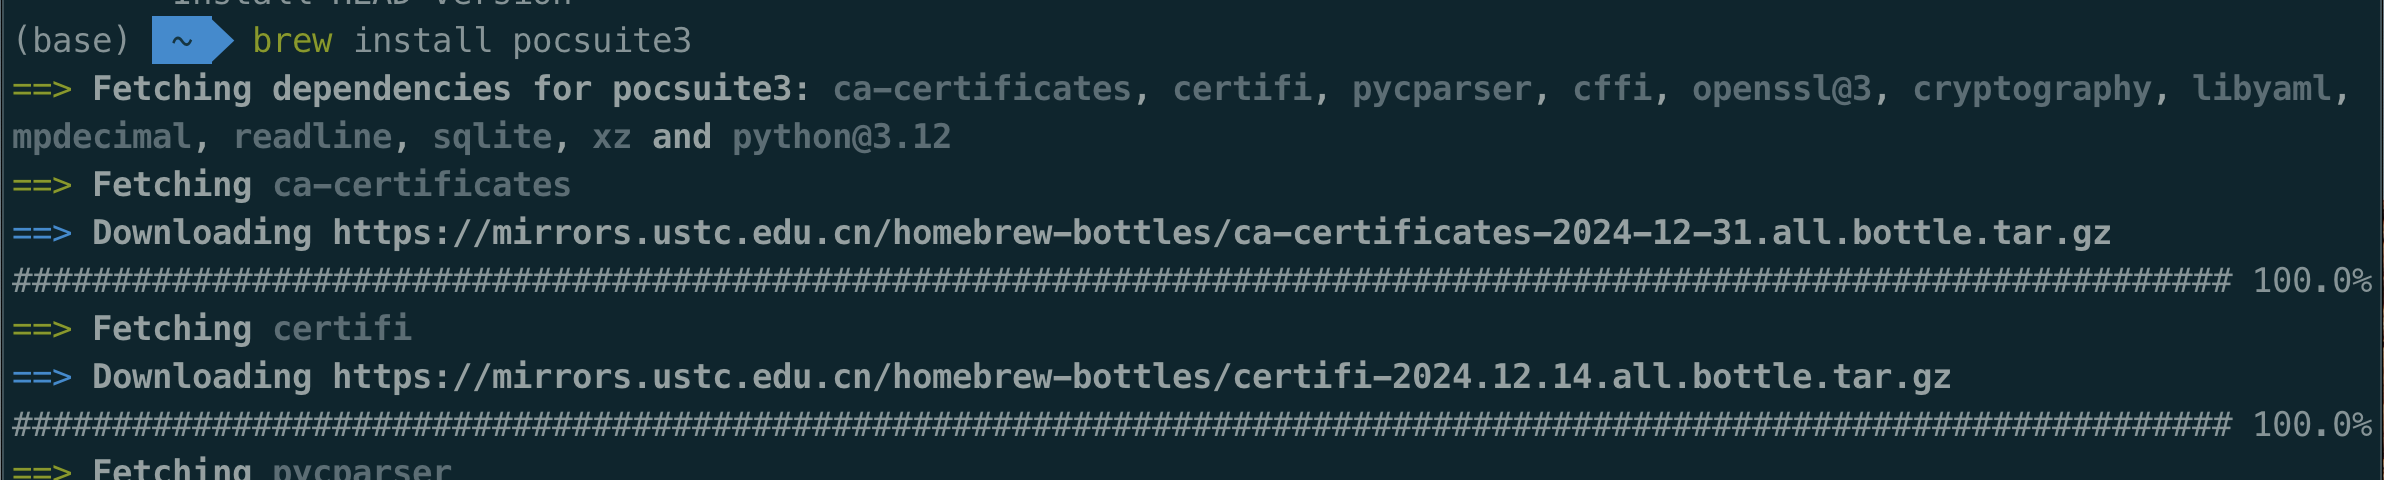 Install HEAD version
(base) ~ brew install pocsuite3
==> Fetching dependencies for pocsuite3: ca-certificates, certifi, pycparser, cffi, openssl@3, cryptography, libyaml,
mpdecimal, readline, sqlite, xz and python@3.12
==> Fetching ca-certificates
==> Downloading https://mirrors.ustc.edu.cn/homebrew-bottles/ca-certificates-2024-12-31.all.bottle.tar.gz
############################################################################################################### 100.0%
==> Fetching certifi
==> Downloading https://mirrors.ustc.edu.cn/homebrew-bottles/certifi-2024.12.14.all.bottle.tar.gz
############################################################################################################### 100.0%
==> Fetching pycparser